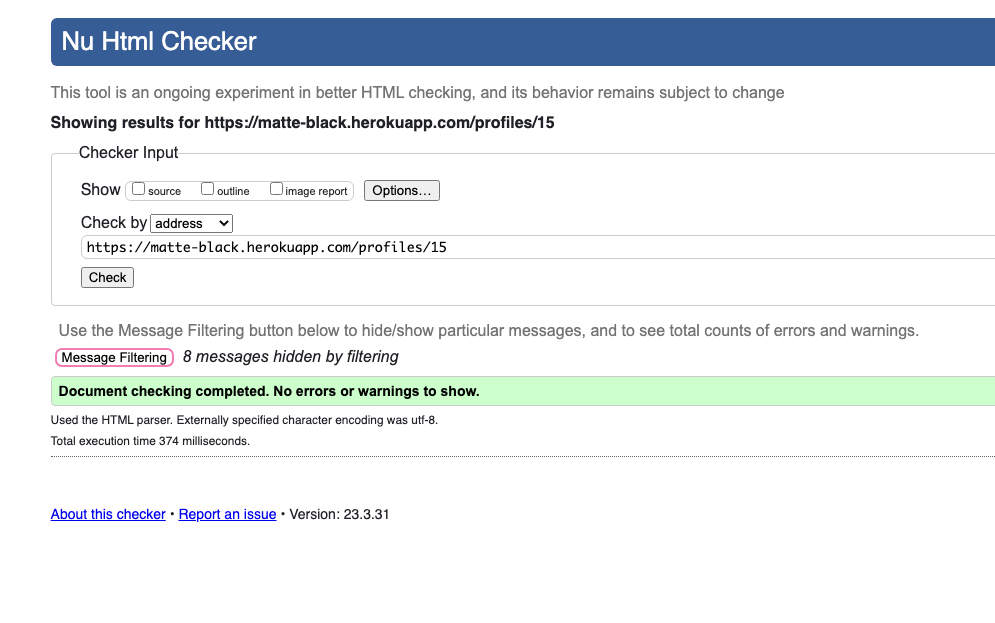 Nu Html Checker
This tool is an ongoing experiment in better HTML checking, and its behavior remains subject to change
Showing results for https://matte-black.herokuapp.com/profiles/15
Checker Input
Show source outline image report Options...
Check by address
https://matte-black.herokuapp.com/profiles/15
Check
Use the Message Filtering button below to hide/show particular messages, and to see total counts of errors and warnings.
Message Filtering 8 messages hidden by filtering
Document checking completed. No errors or warnings to show.
Used the HTML parser. Externally specified character encoding was utf-8.
Total execution time 374 milliseconds.
About this checker • Report an issue • Version: 23.3.31